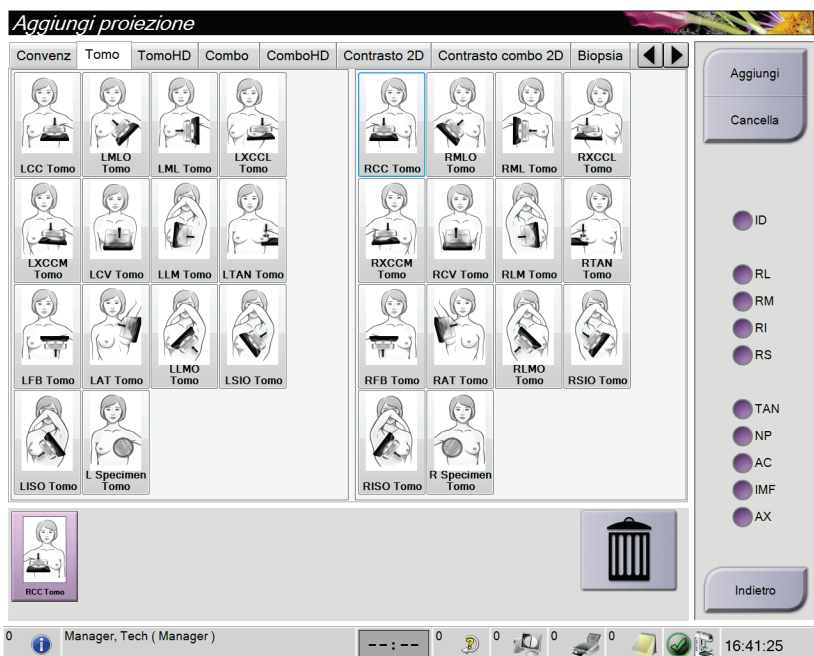 Aggiungi proiezione
Convenz Tomo TomoHD Combo ComboHD Contrasto 2D Contrasto combo 2D Biopsia
Aggiungi
Cancella
LCC Tomo
LMLO
Tomo
LML Tomo
LXCCL
Tomo
RCC Tomo
RMLO
Tomo
RML Tomo
RXCCL
Tomo
LXCCM
Tomo
LCV Tomo
LLM Tomo
LTAN Tomo
RXCCM
Tomo
RCV Tomo
RLM Tomo
RTAN
Tomo
LFB Tomo
LAT Tomo
LLMO
Tomo
LSIO Tomo
RFB Tomo
RAT Tomo
RLMO
Tomo
RSIO Tomo
LISO Tomo
L Specimen
Tomo
RISO Tomo
R Specimen
Tomo
ID
RL
RM
RI
RS
TAN
NP
AC
IMF
AX
RCC Tomo
Indietro
0 Manager, Tech ( Manager ) --:-- 0 0 0 0 16:41:25